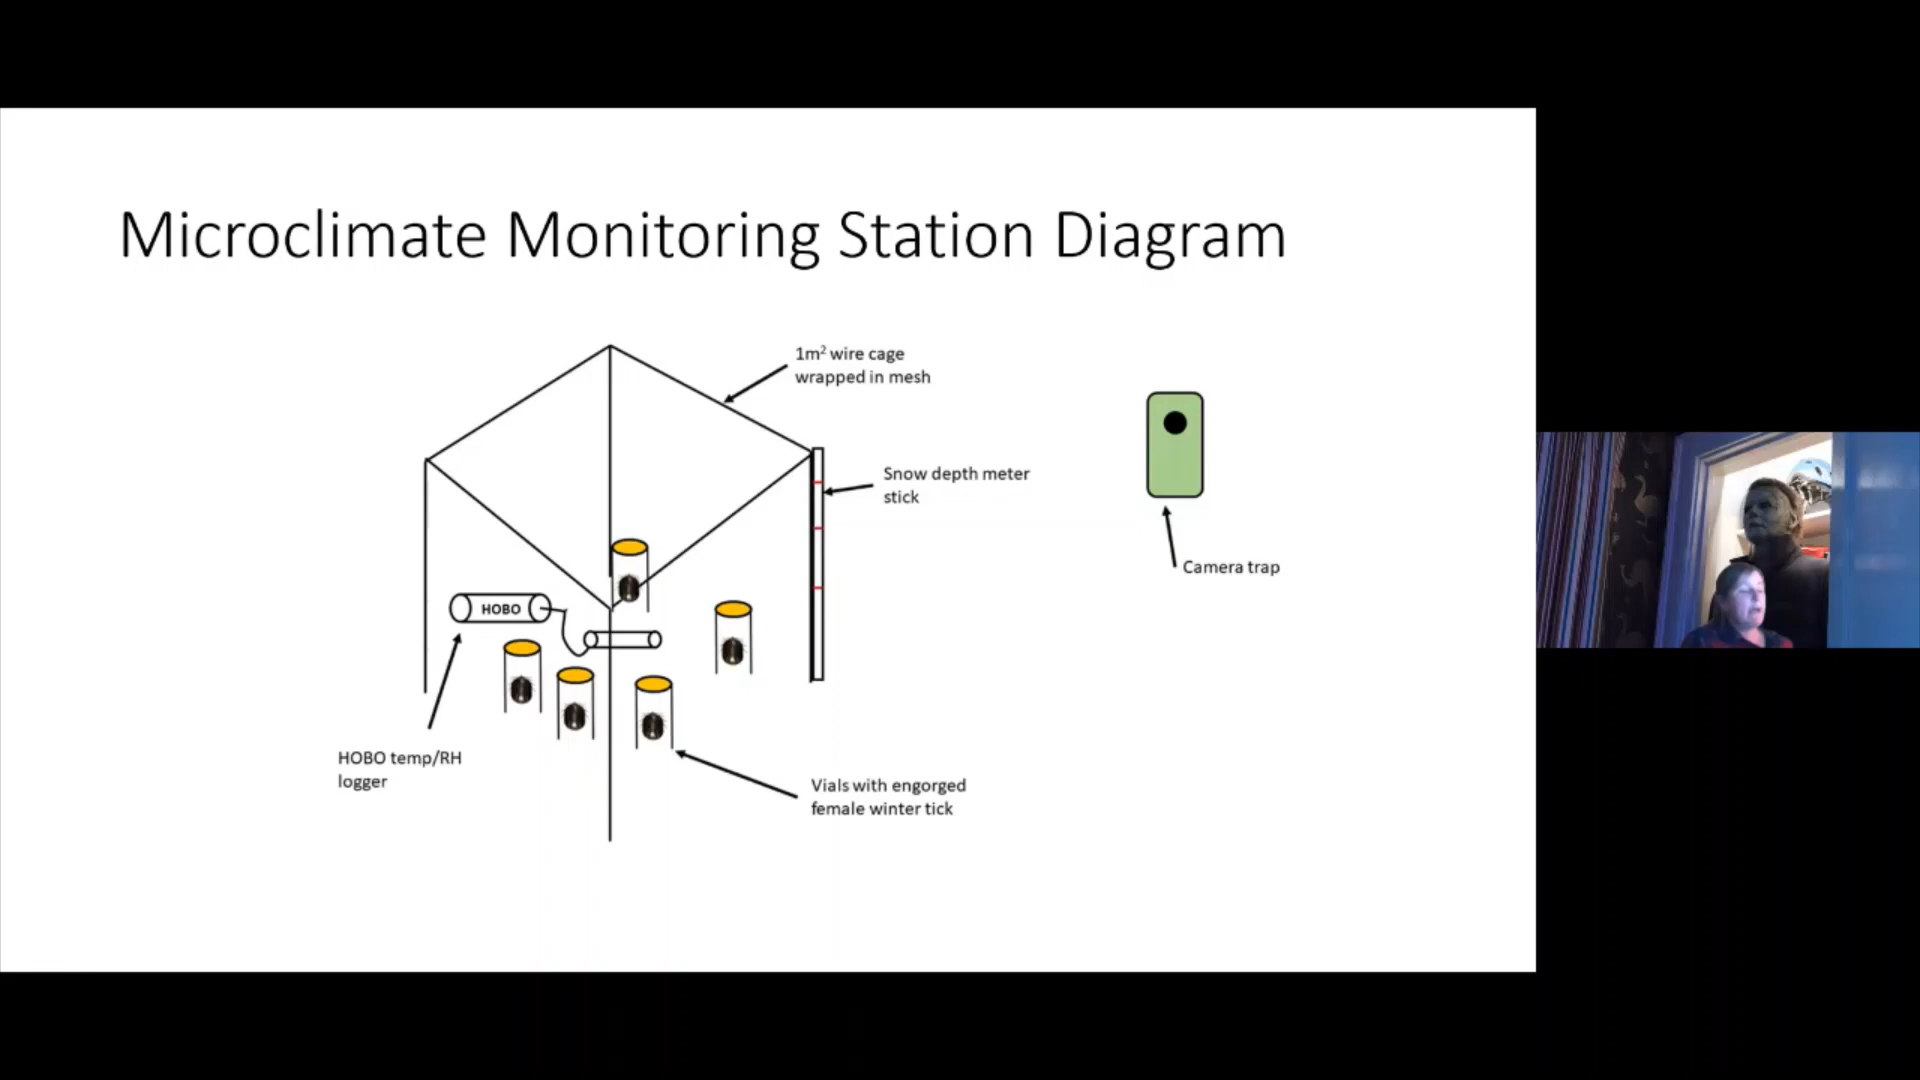 Microclimate Monitoring Station Diagram
1m² wire cage
wrapped in mesh
Snow depth meter
stick
Camera trap
HOBO
HOBO temp/RH
logger
Vials with engorged
female winter tick